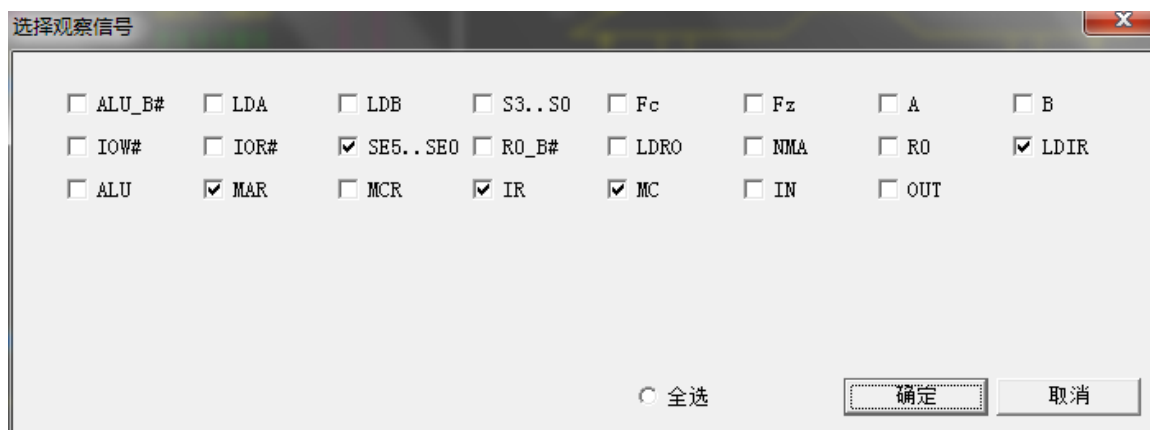 选择观察信号
ALU_B# LDA LDB S3..S0 Fc Fz A B
IOW# IOR# SE5..SE0 R0_B# LDR0 NMA R0 LDIR
ALU MAR MCR IR MC IN OUT
全选 确定 取消